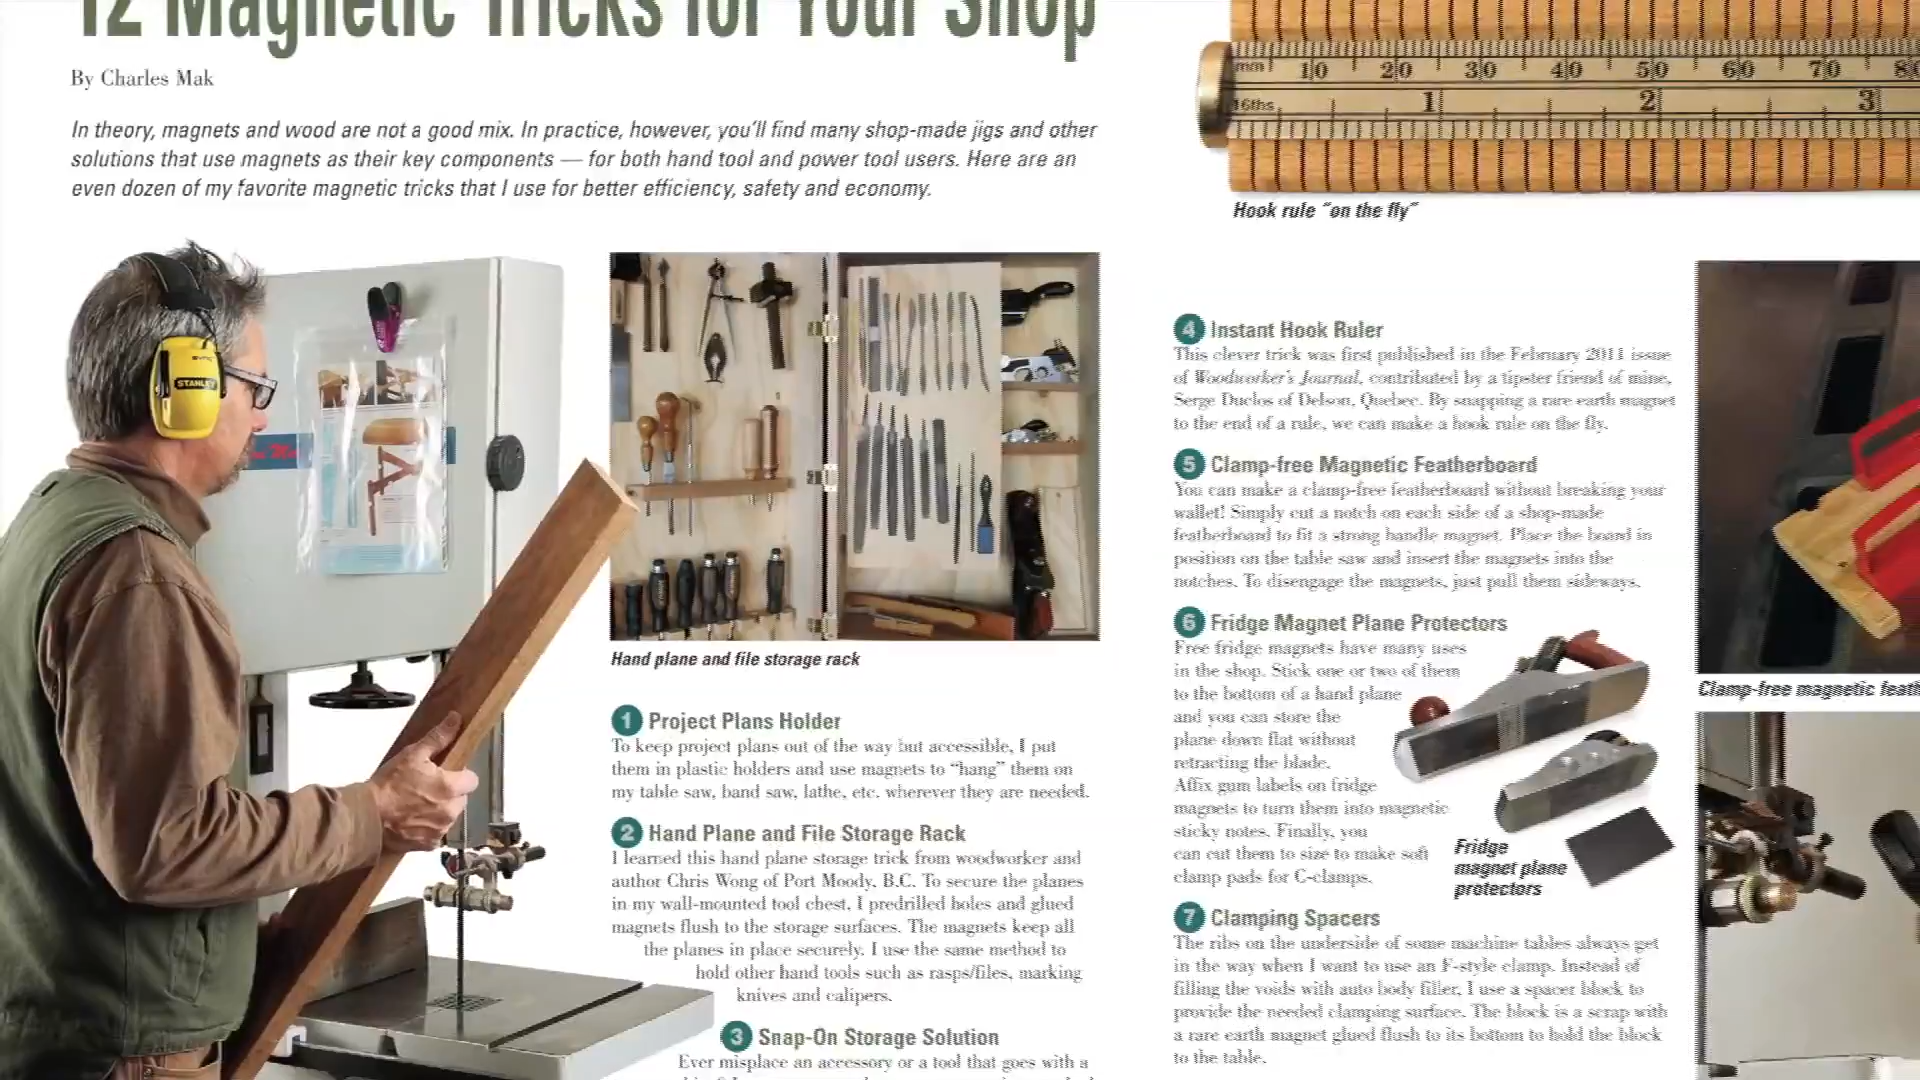 12 Magnetic Tricks for Your Shop
By Charles Mak
In theory, magnets and wood are not a good mix. In practice, however, you'll find many shop-made jigs and other
solutions that use magnets as their key components — for both hand tool and power tool users. Here are an
even dozen of my favorite magnetic tricks that I use for better efficiency, safety and economy.
STANLEY
Hand plane and file storage rack
1 Project Plans Holder
To keep project plans out of the way but accessible, I put
them in plastic holders and use magnets to “hang” them on
my table saw, band saw, lathe, etc. wherever they are needed.
2 Hand Plane and File Storage Rack
I learned this hand plane storage trick from woodworker and
author Chris Wong of Port Moody, B.C. To secure the planes
in my wall-mounted tool chest, I predrilled holes and glued
magnets flush to the storage surfaces. The magnets keep all
the planes in place securely. I use the same method to
hold other hand tools such as rasps/files, marking
knives and calipers.
3 Snap-On Storage Solution
Ever misplace an accessory or a tool that goes with a
mm 10 20 30 40 50 60 70 80
16ths 1 2 3
Hook rule “on the fly”
4 Instant Hook Ruler
This clever trick was first published in the February 2011 issue
of Woodworker's Journal, contributed by a tipster friend of mine,
Serge Duclos of Delson, Quebec. By snapping a rare earth magnet
to the end of a rule, we can make a hook rule on the fly.
5 Clamp-free Magnetic Featherboard
You can make a clamp-free featherboard without breaking your
wallet! Simply cut a notch on each side of a shop-made
featherboard to fit a strong handle magnet. Place the board in
position on the table saw and insert the magnets into the
notches. To disengage the magnets, just pull them sideways.
6 Fridge Magnet Plane Protectors
Free fridge magnets have many uses
in the shop. Stick one or two of them
to the bottom of a hand plane
and you can store the
plane down flat without
retracting the blade.
Affix gum labels on fridge
magnets to turn them into magnetic
sticky notes. Finally, you
can cut them to size to make soft
clamp pads for C-clamps.
Fridge
magnet plane
protectors
7 Clamping Spacers
The ribs on the underside of some machine tables always get
in the way when I want to use an F-style clamp. Instead of
filling the voids with auto body filler, I use a spacer block to
provide the needed clamping surface. The block is a scrap with
a rare earth magnet glued flush to its bottom to hold the block
to the table.
Clamp-free magnetic feath